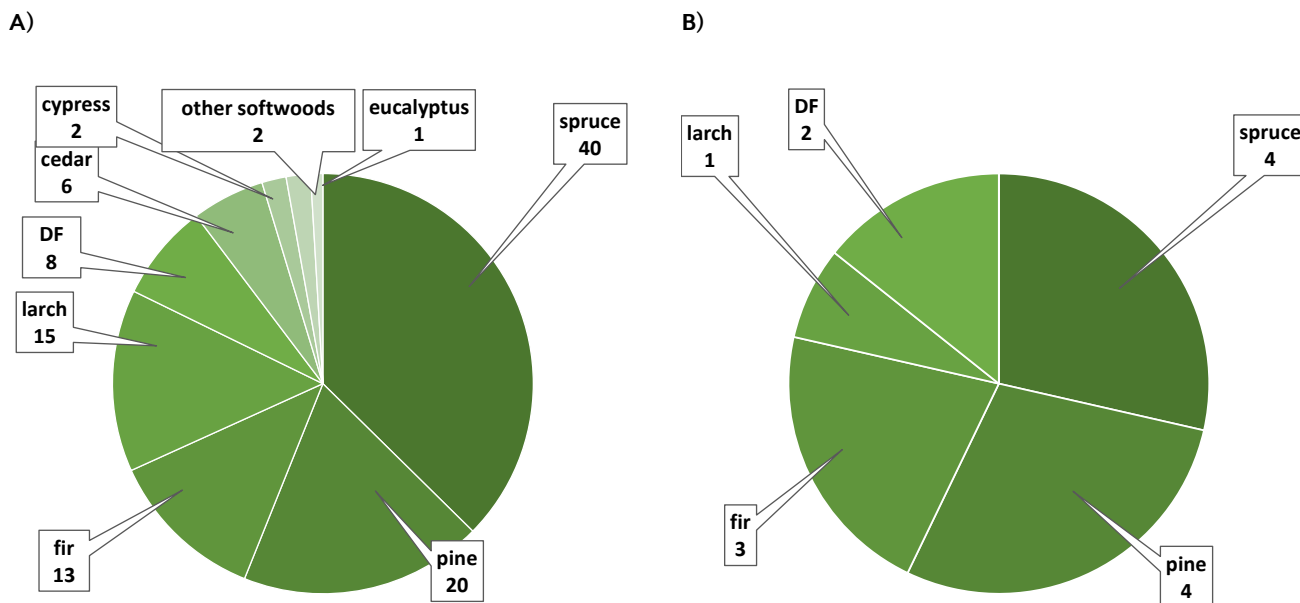 A)
cypress
2
other softwoods
2
eucalyptus
1
spruce
40
cedar
6
DF
8
larch
15
fir
13
pine
20
B)
DF
2
larch
1
spruce
4
fir
3
pine
4